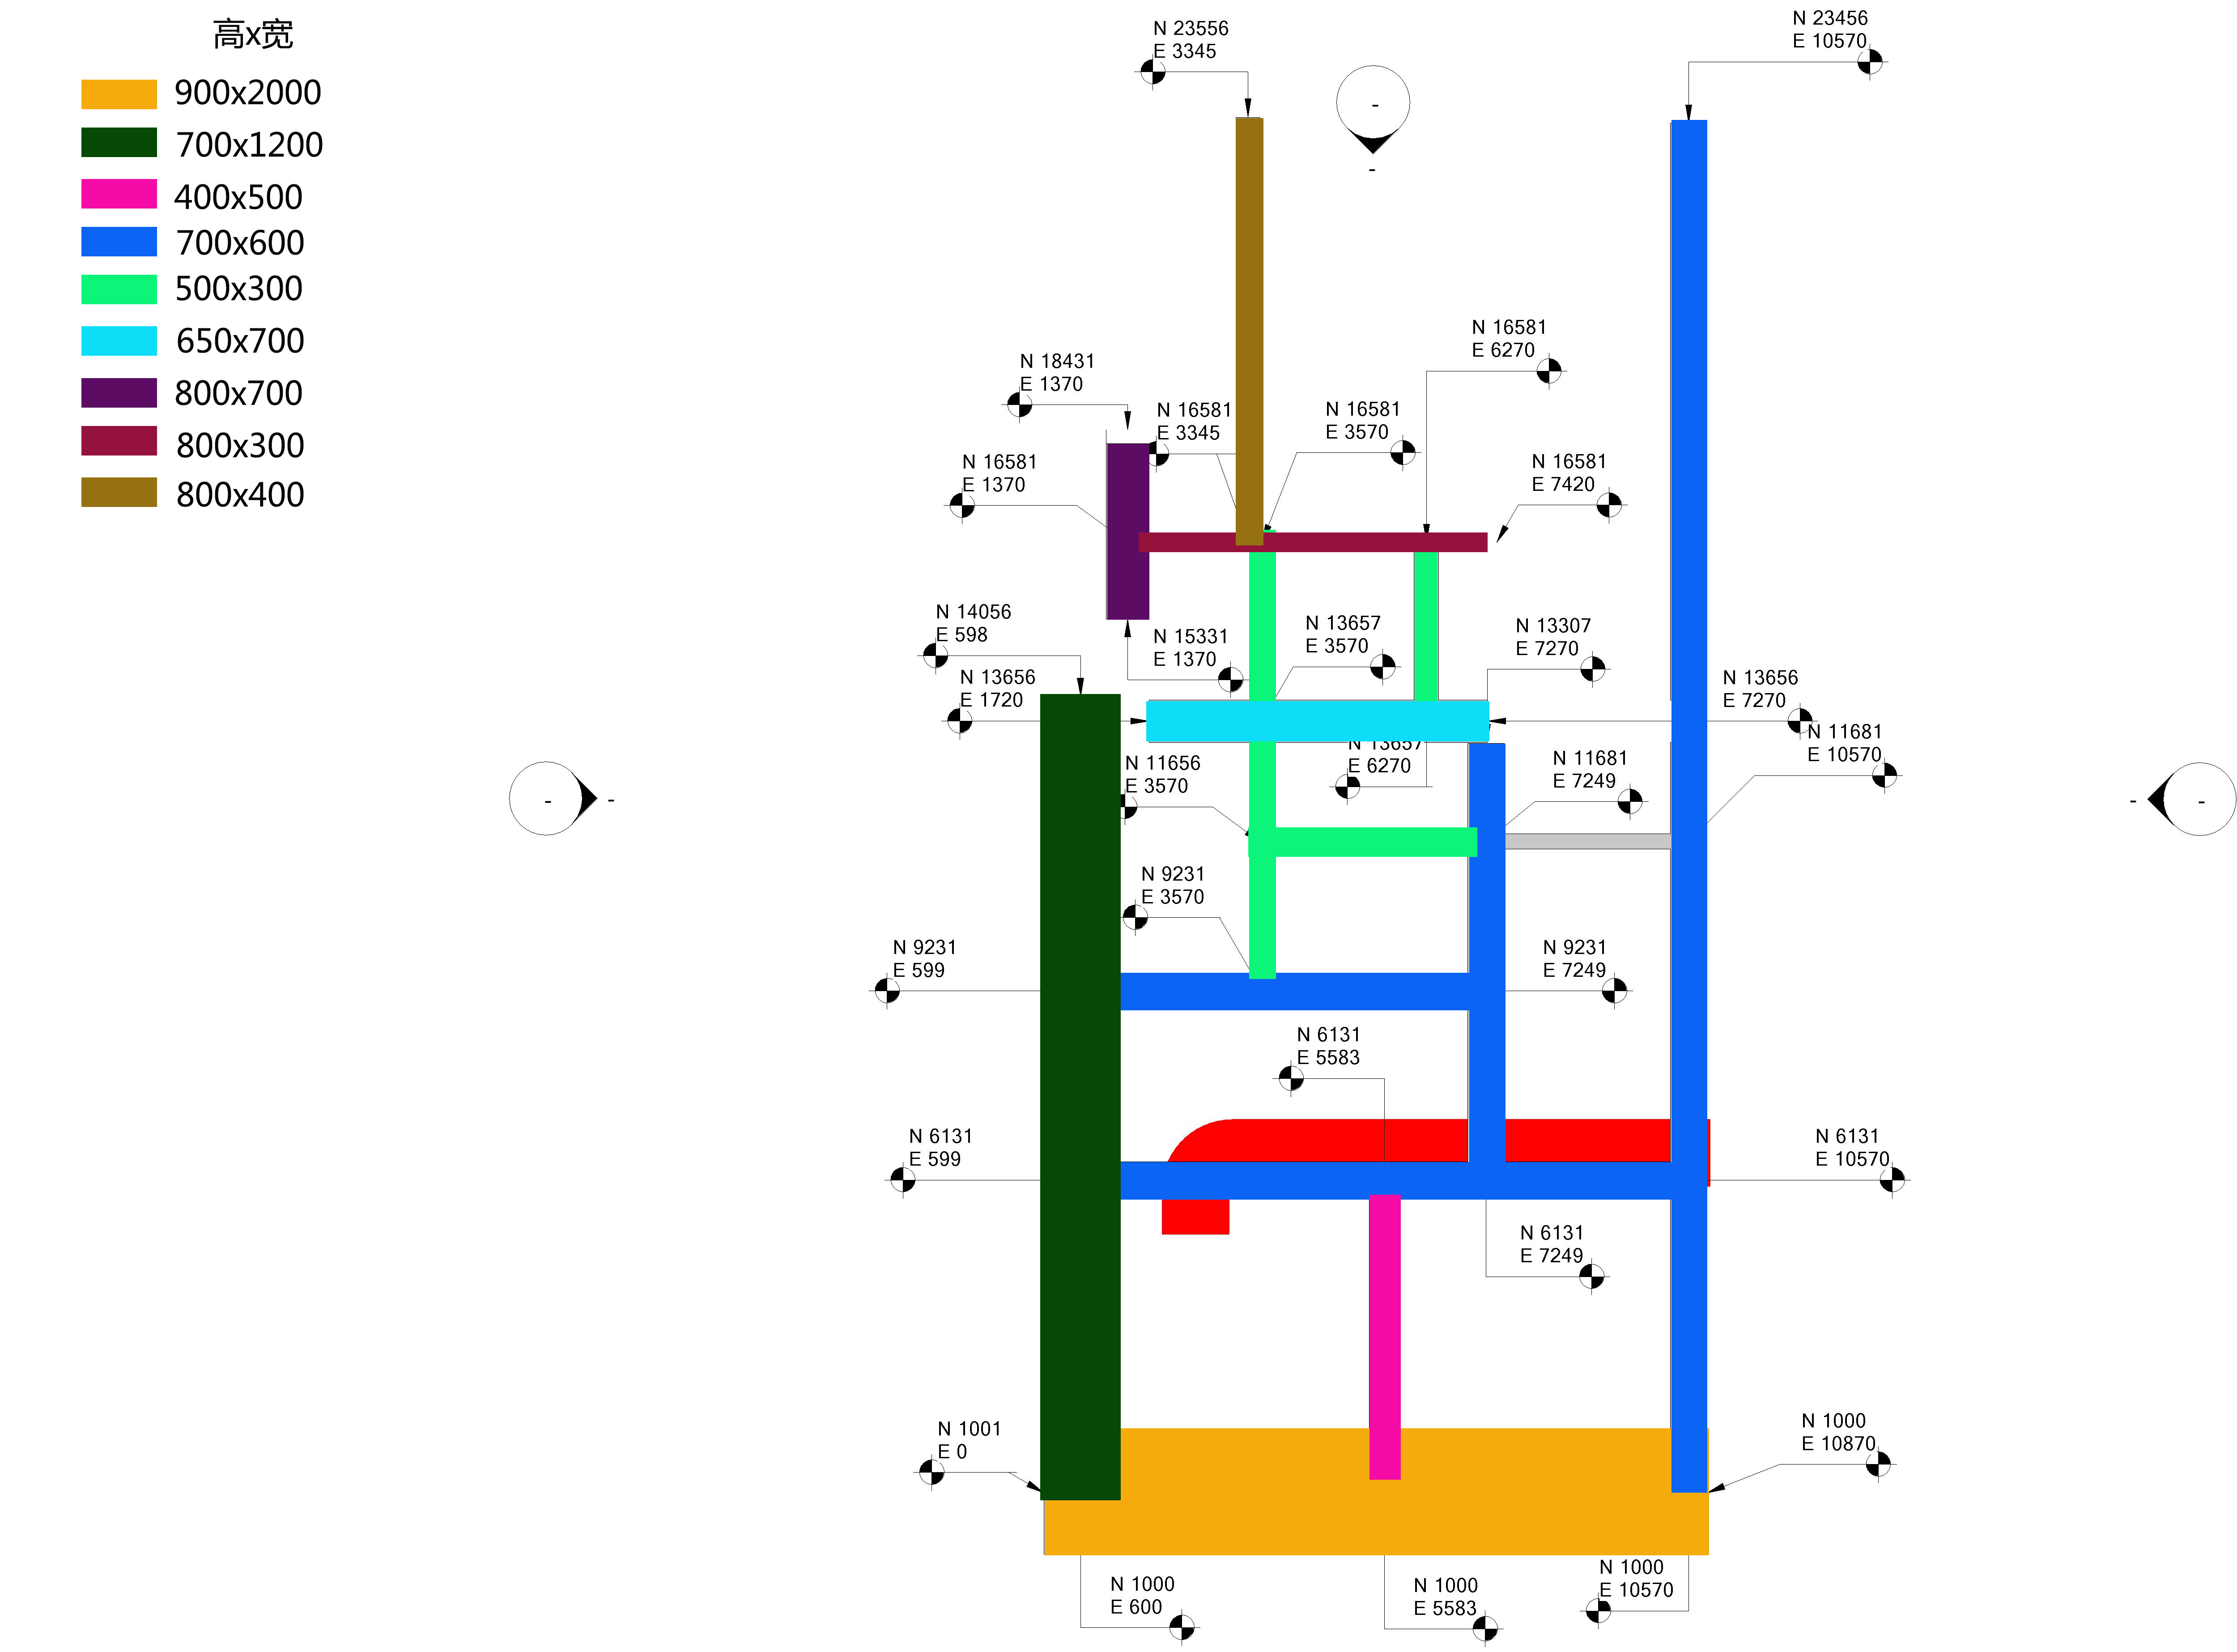 高x宽
900x2000
700x1200
400x500
700x600
500x300
650x700
800x700
800x300
800x400
N 23556
E 3345
N 23456
E 10570
-
-
N 16581
E 6270
N 18431
E 1370
N 16581
E 3345
N 16581
E 3570
N 16581
E 1370
N 16581
E 7420
N 14056
E 598
N 15331
E 1370
N 13657
E 3570
N 13307
E 7270
N 13656
E 1720
N 13656
E 7270
N 11681
E 10570
N 13657
E 6270
N 11656
E 3570
N 11681
E 7249
-
-
-
-
N 9231
E 3570
N 9231
E 599
N 9231
E 7249
N 6131
E 5583
N 6131
E 599
N 6131
E 10570
N 6131
E 7249
N 1001
E 0
N 1000
E 10870
N 1000
E 600
N 1000
E 5583
N 1000
E 10570